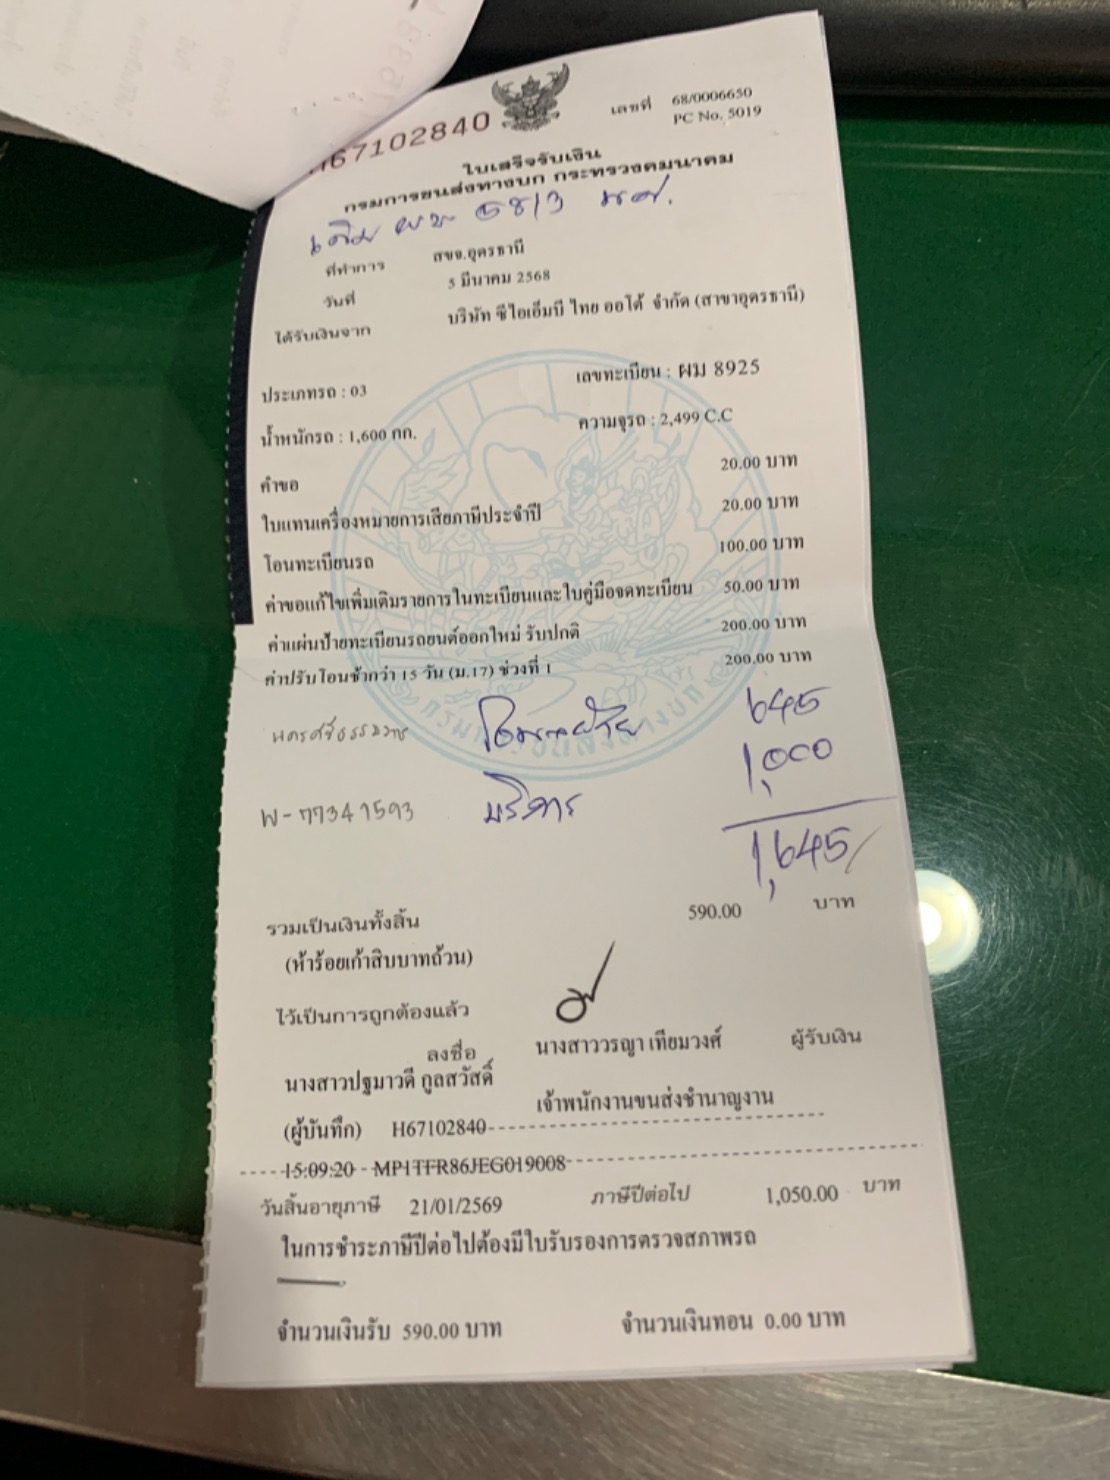 H67102840
เลขที่ 68/0006650
PC No. 5019
ใบเสร็จรับเงิน
กรมการขนส่งทางบก กระทรวงคมนาคม
เดิม ผข 5813 นศ.
ที่ทำการ สขจ.อุดรธานี
วันที่ 5 มีนาคม 2568
ได้รับเงินจาก บริษัท ซีไอเอ็มบี ไทย ออโต้ จำกัด (สาขาอุดรธานี)
ประเภทรถ : 03 เลขทะเบียน : ผม 8925
น้ำหนักรถ : 1,600 กก. ความจุรถ : 2,499 C.C
คำขอ 20.00 บาท
ใบแทนเครื่องหมายการเสียภาษีประจำปี 20.00 บาท
โอนทะเบียนรถ 100.00 บาท
ค่าขอแก้ไขเพิ่มเติมรายการในทะเบียนและใบคู่มือจดทะเบียน 50.00 บาท
ค่าแผ่นป้ายทะเบียนรถยนต์ออกใหม่ รับปกติ 200.00 บาท
ค่าปรับโอนช้ากว่า 15 วัน (ม.17) ช่วงที่ 1 200.00 บาท
นครศรีธรรมราช 645
บริการ 1,000
W-77341593
1,645
รวมเป็นเงินทั้งสิ้น 590.00 บาท
(ห้าร้อยเก้าสิบบาทถ้วน)
ไว้เป็นการถูกต้องแล้ว
ลงชื่อ นางสาววรญา เทียมวงศ์ ผู้รับเงิน
นางสาวปฐมาวดี กูลสวัสดิ์
เจ้าพนักงานขนส่งชำนาญงาน
(ผู้บันทึก) H67102840
15:09:20 - MP1TFR86JEG019008
วันสิ้นอายุภาษี 21/01/2569 ภาษีปีต่อไป 1,050.00 บาท
ในการชำระภาษีปีต่อไปต้องมีใบรับรองการตรวจสภาพรถ
จำนวนเงินรับ 590.00 บาท จำนวนเงินทอน 0.00 บาท